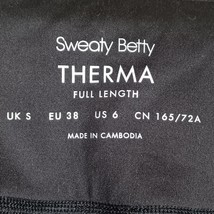 Sweaty Betty
THERMA
FULL LENGTH
UK S EU 38 US 6 CN 165/72A
MADE IN CAMBODIA